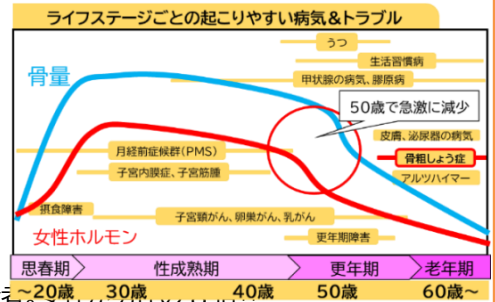 ライフステージごとの起こりやすい病気＆トラブル
うつ
骨量
生活習慣病
甲状腺の病気、膠原病
50歳で急激に減少
皮膚、泌尿器の病気
月経前症候群(PMS)
骨粗しょう症
子宮内膜症、子宮筋腫
アルツハイマー
摂食障害
子宮頸がん、卵巣がん、乳がん
女性ホルモン
更年期障害
思春期 性成熟期 更年期 老年期
～20歳 30歳 40歳 50歳 60歳～